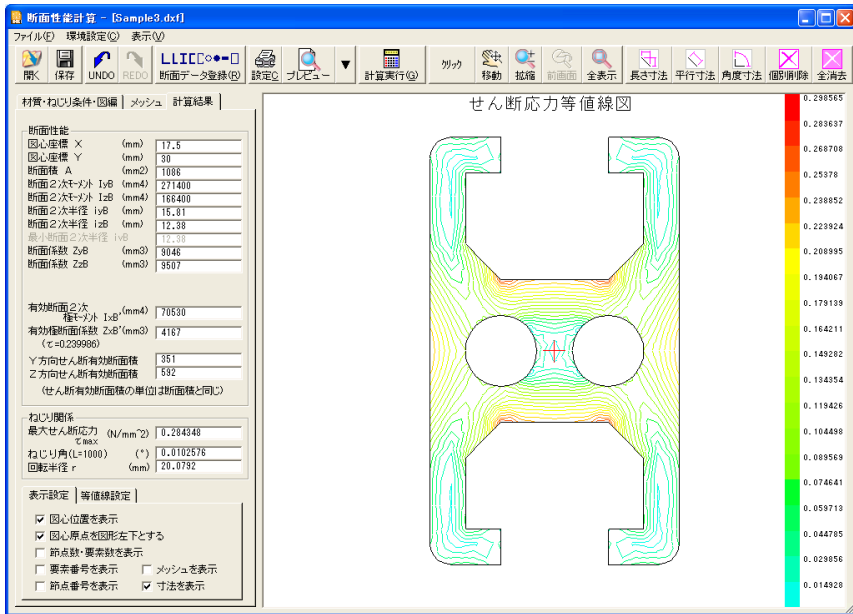 断面性能計算 - [Sample3.dxf]
ファイル(F) 環境設定(C) 表示(V)
LLIC[○●━□
開く 保存 UNDO REDO 断面データ登録(R) 設定C プレビュー ▼ 計算実行(G) クリック 移動 拡縮 前画面 全表示 長さ寸法 平行寸法 角度寸法 個別削除 全消去
材質・ねじり条件・図編 メッシュ 計算結果
断面性能
図心座標 X (mm) 17.5
図心座標 Y (mm) 30
断面積 A (mm2) 1086
断面2次モーメント IyB (mm4) 271400
断面2次モーメント IzB (mm4) 166400
断面2次半径 iyB (mm) 15.81
断面2次半径 izB (mm) 12.38
最小断面2次半径 ivB 12.38
断面係数 ZyB (mm3) 9046
断面係数 ZzB (mm3) 9507
有効断面2次
極モーメント IxB' (mm4) 70530
有効極断面係数 ZxB'(mm3) 4167
(τ=0.239986)
Y方向せん断有効断面積 351
Z方向せん断有効断面積 592
(せん断有効断面積の単位は断面積と同じ)
ねじり関係
最大せん断応力 (N/mm^2) 0.284348
τmax
ねじり角(L=1000) (°) 0.0102576
回転半径 r (mm) 20.0792
表示設定 等値線設定
図心位置を表示
図心原点を図形左下とする
節点数・要素数を表示
要素番号を表示 メッシュを表示
節点番号を表示 寸法を表示
せん断応力等値線図
0.298565
0.283637
0.268708
0.25378
0.238852
0.223924
0.208995
0.194067
0.179139
0.164211
0.149282
0.134354
0.119426
0.104498
0.089569
0.074641
0.059713
0.044785
0.029856
0.014928